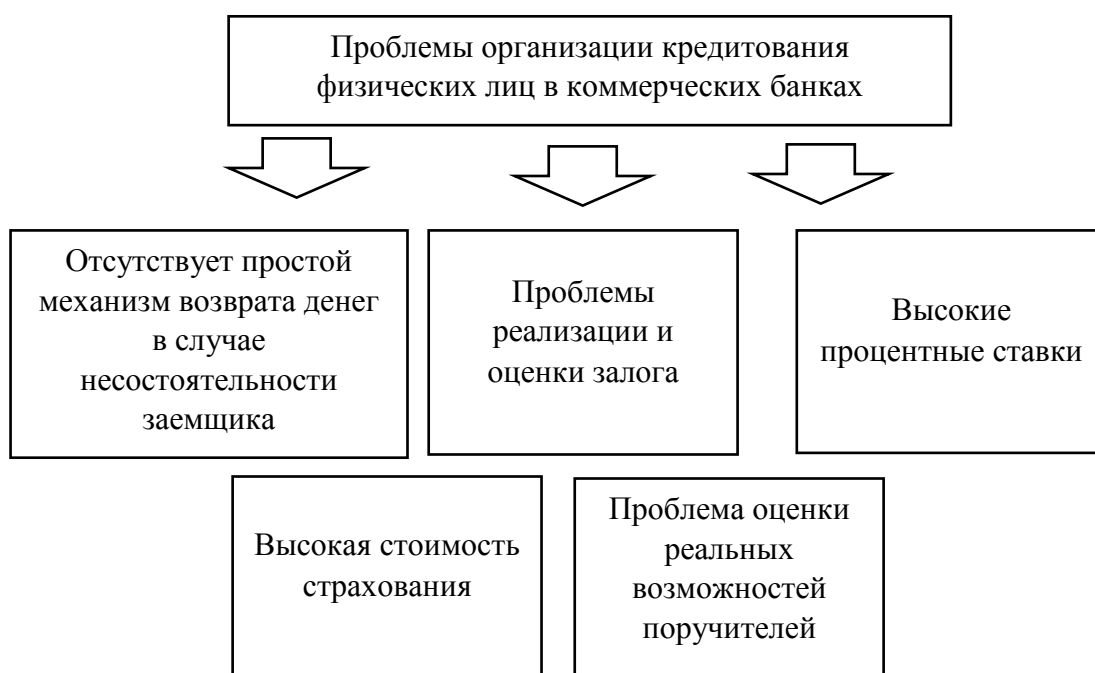 Проблемы организации кредитования
физических лиц в коммерческих банках
Отсутствует простой
механизм возврата денег
в случае
несостоятельности
заемщика
Проблемы
реализации и
оценки залога
Высокие
процентные ставки
Высокая стоимость
страхования
Проблема оценки
реальных
возможностей
поручителей